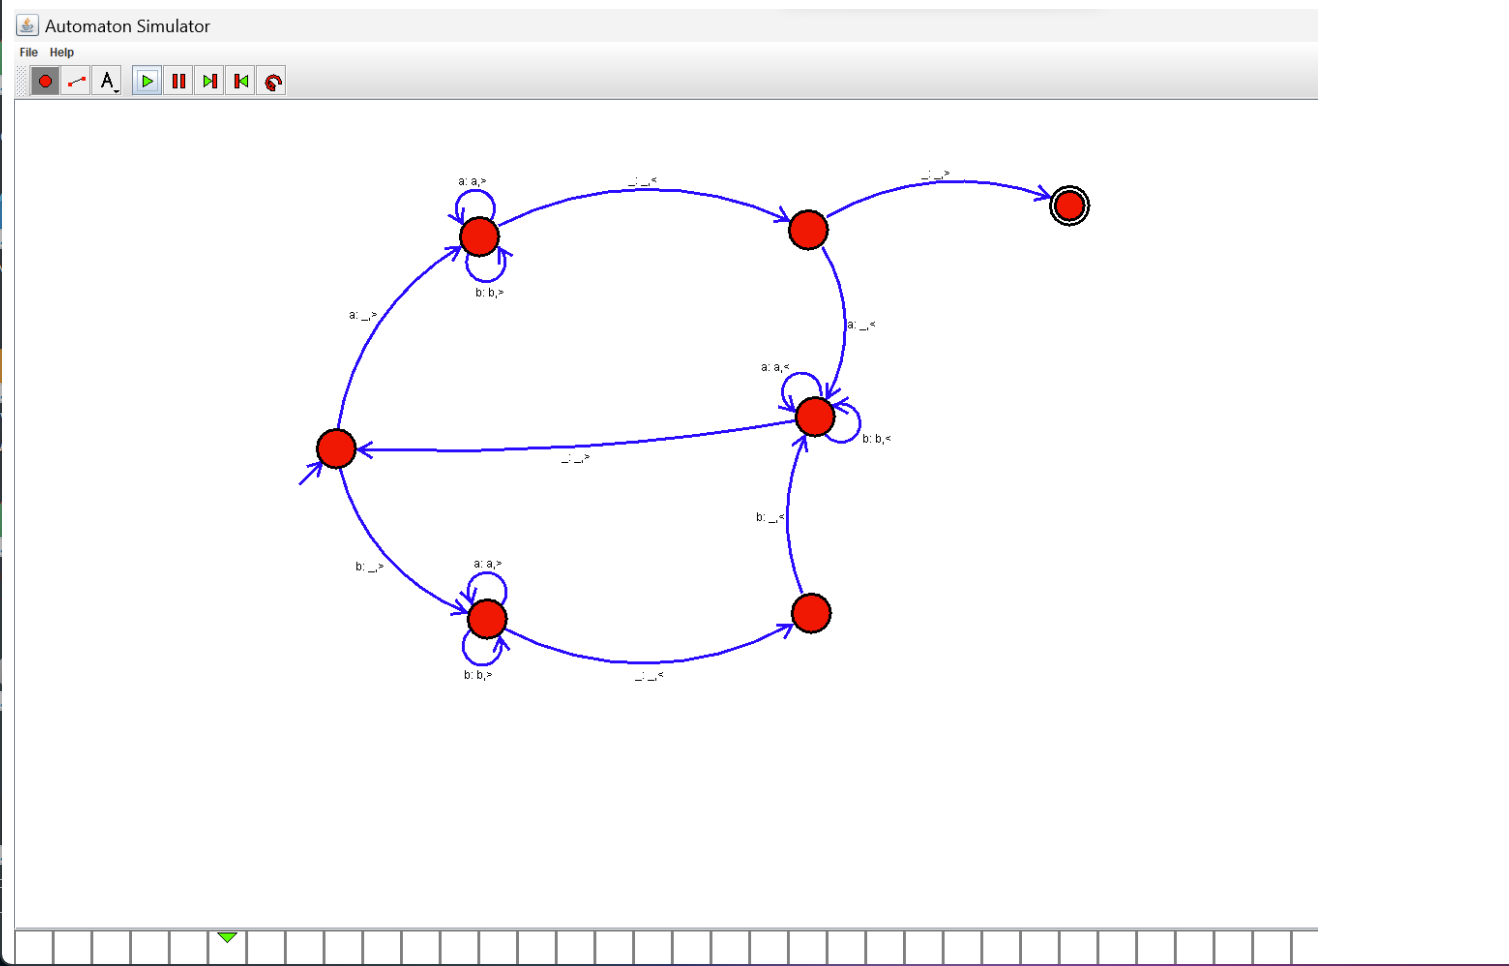 Automaton Simulator
File Help
A
a: a,>
_: _,<
_: _,>
b: b,>
a: _,>
a: _,<
a: a,<
b: b,<
_: _,>
b: _,<
b: _,>
a: a,>
b: b,>
_: _,<